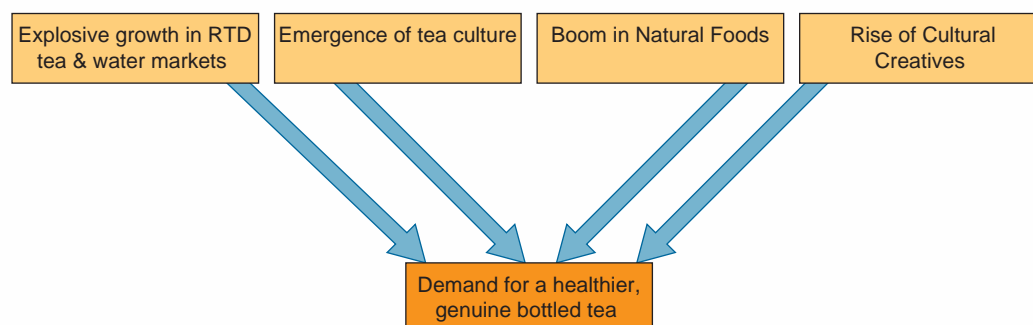 Explosive growth in RTD
tea & water markets
Emergence of tea culture
Boom in Natural Foods
Rise of Cultural
Creatives
Demand for a healthier,
genuine bottled tea